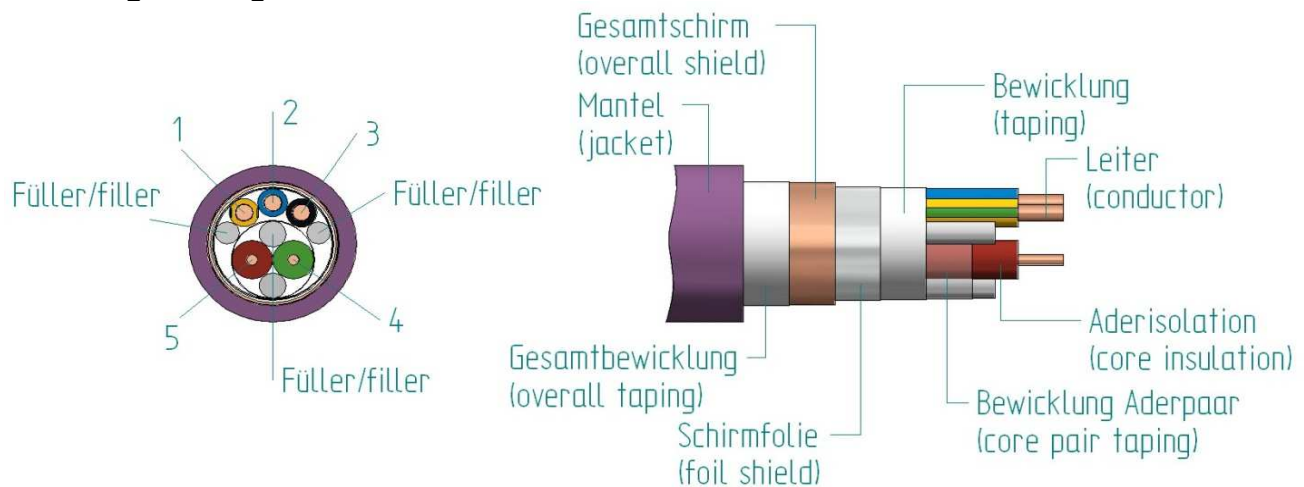 1
2
3
Füller/filler
Füller/filler
5
4
Füller/filler
Gesamtschirm
(overall shield)
Mantel
(jacket)
Bewicklung
(taping)
Leiter
(conductor)
Gesamtbewicklung
(overall taping)
Schirmfolie
(foil shield)
Aderisolation
(core insulation)
Bewicklung Aderpaar
(core pair taping)